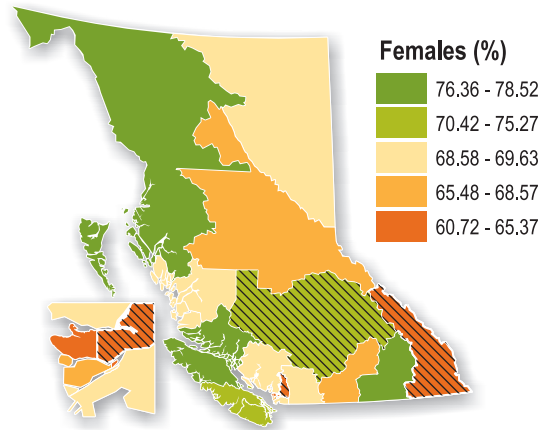 Females (%)
76.36 - 78.52
70.42 - 75.27
68.58 - 69.63
65.48 - 68.57
60.72 - 65.37